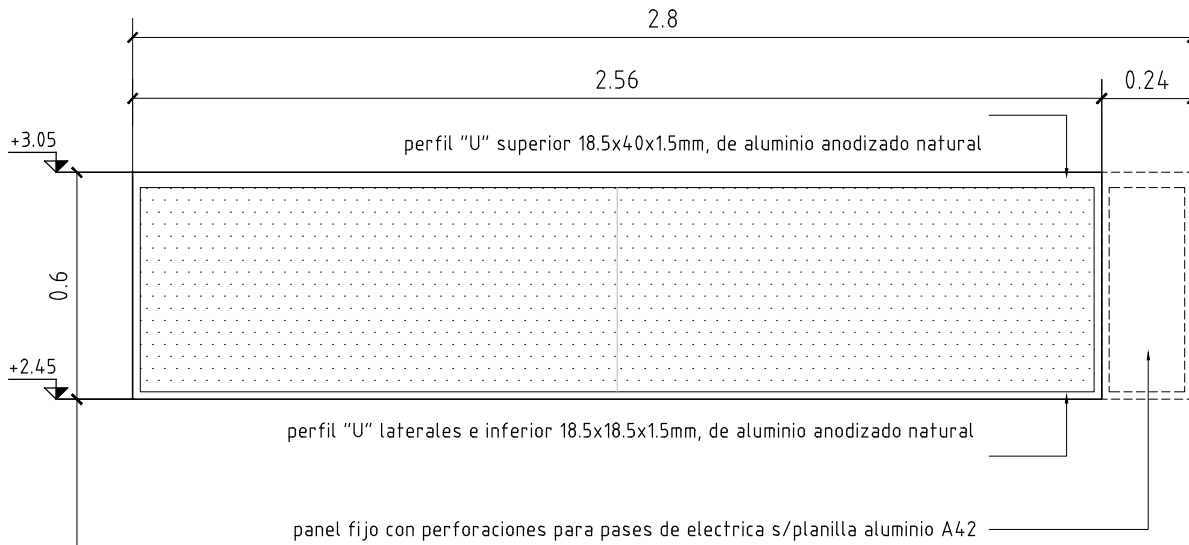 2.8
2.56
0.24
+3.05
perfil "U" superior 18.5x40x1.5mm, de aluminio anodizado natural
0.6
+2.45
perfil "U" laterales e inferior 18.5x18.5x1.5mm, de aluminio anodizado natural
panel fijo con perforaciones para pases de electrica s/planilla aluminio A42